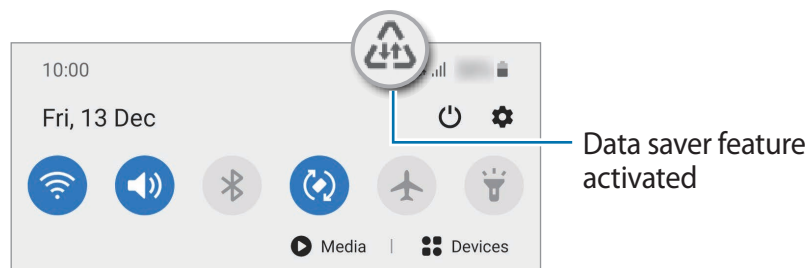 10:00
Fri, 13 Dec
Data saver feature
activated
Media | Devices